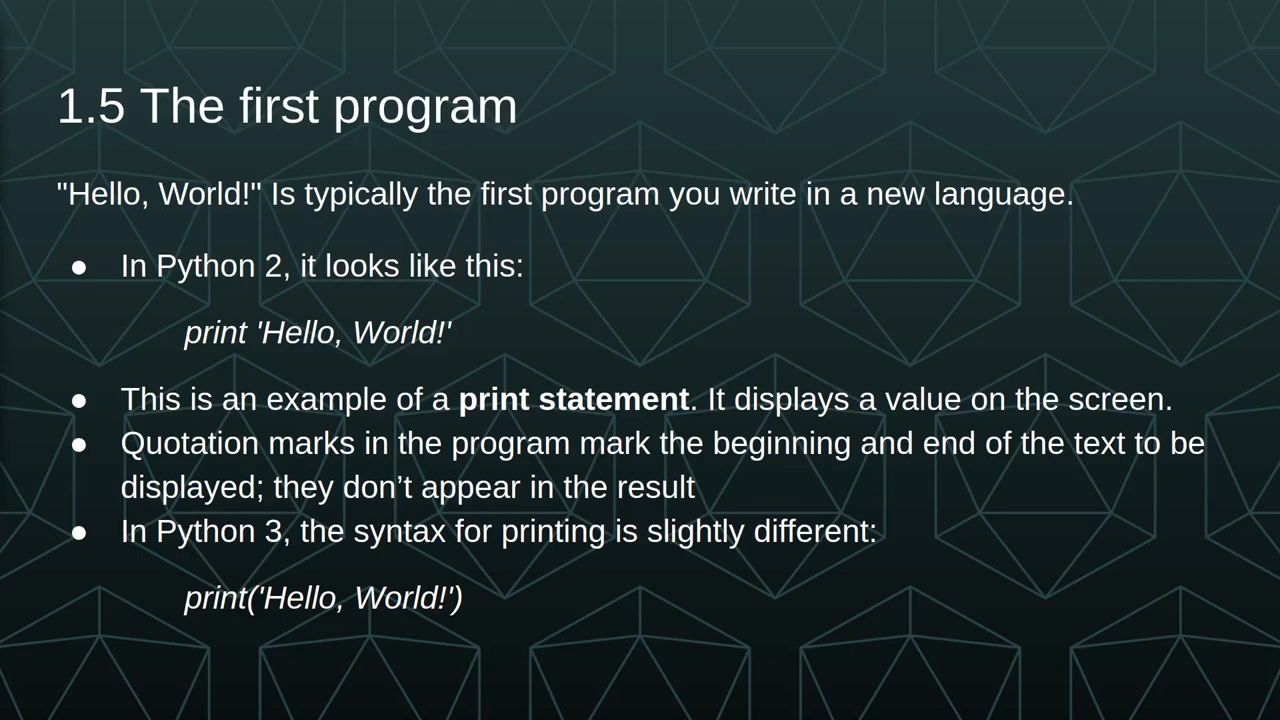 1.5 The first program
"Hello, World!" Is typically the first program you write in a new language.
● In Python 2, it looks like this:
print 'Hello, World!'
● This is an example of a print statement. It displays a value on the screen.
● Quotation marks in the program mark the beginning and end of the text to be
displayed; they don’t appear in the result
● In Python 3, the syntax for printing is slightly different:
print('Hello, World!')